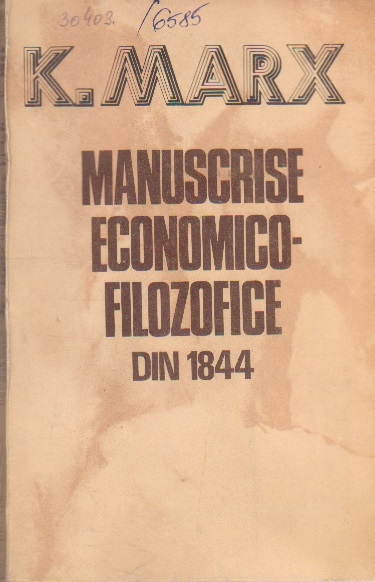 30403. /6585
K. MARX
MANUSCRISE
ECONOMICO-
FILOZOFICE
DIN 1844